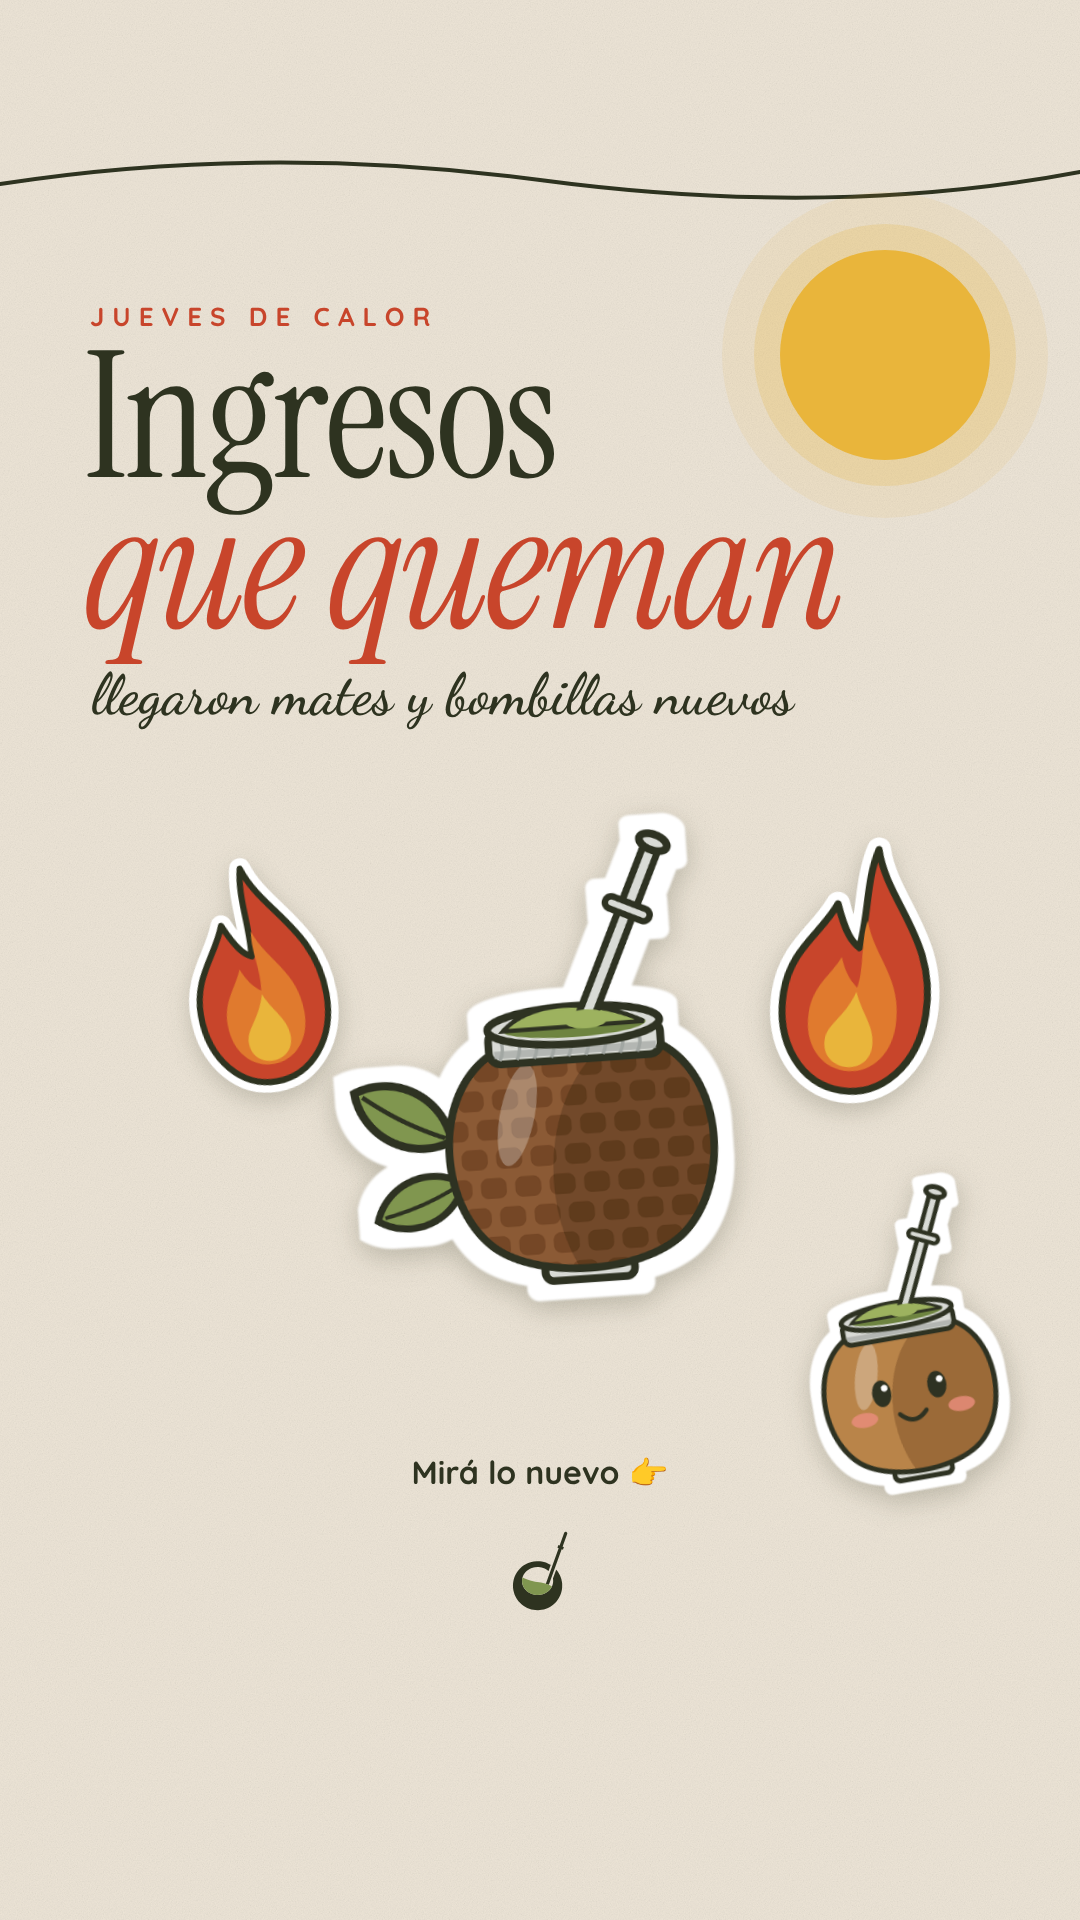 JUEVES DE CALOR
Ingresos
que queman
llegaron mates y bombillas nuevos
Mirá lo nuevo 👉